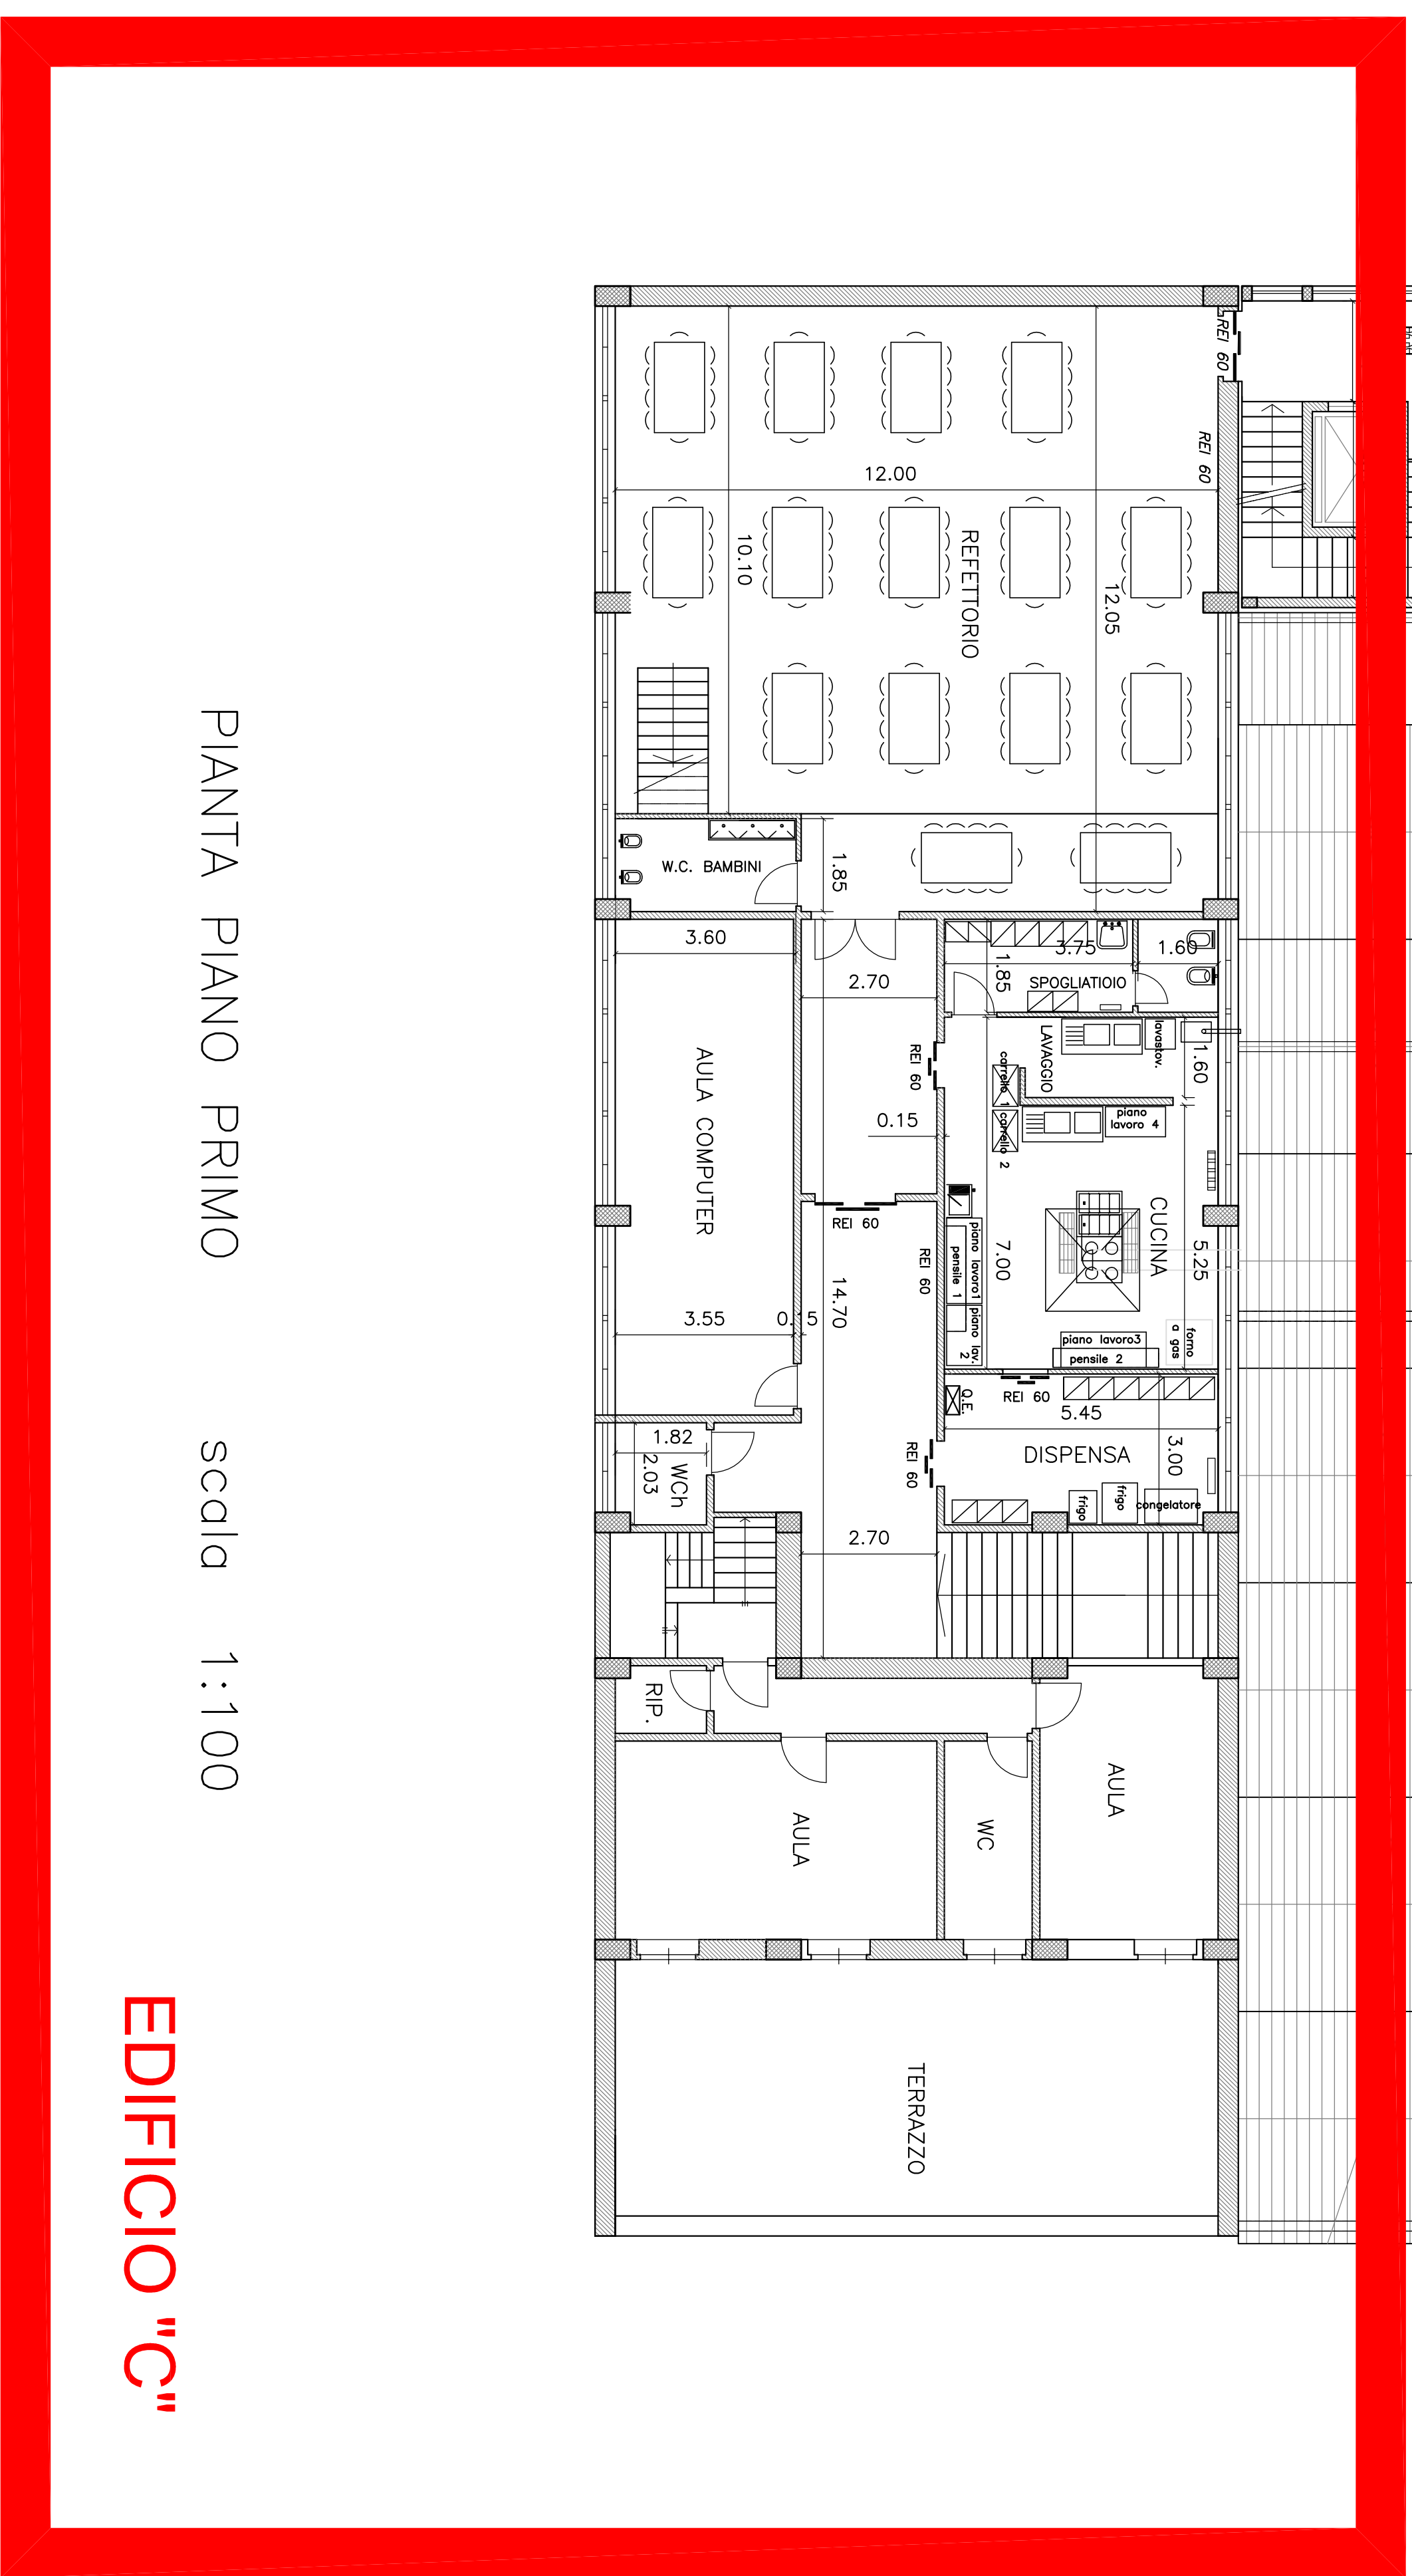 REI 60
REI 60
12.00
10.10
REFETTORIO
12.05
W.C. BAMBINI
1.85
3.60
2.70
3.75
1.60
1.85
SPOGLIATIOIO
AULA COMPUTER
REI 60
LAVAGGIO
lavastov.
1.60
carrello 1
carrello 2
0.15
piano
lavoro 4
REI 60
REI 60
14.70
CUCINA
5.25
7.00
piano lavoro1
pensile 1
piano lav.
2
3.55
0.15
piano lavoro3
pensile 2
forno
a gas
Q.E.
REI 60
5.45
1.82
2.03
WCh
REI 60
DISPENSA
3.00
frigo
frigo
congelatore
2.70
RIP.
AULA
WC
AULA
TERRAZZO
PIANTA PIANO PRIMO
scala 1:100
EDIFICIO "C"